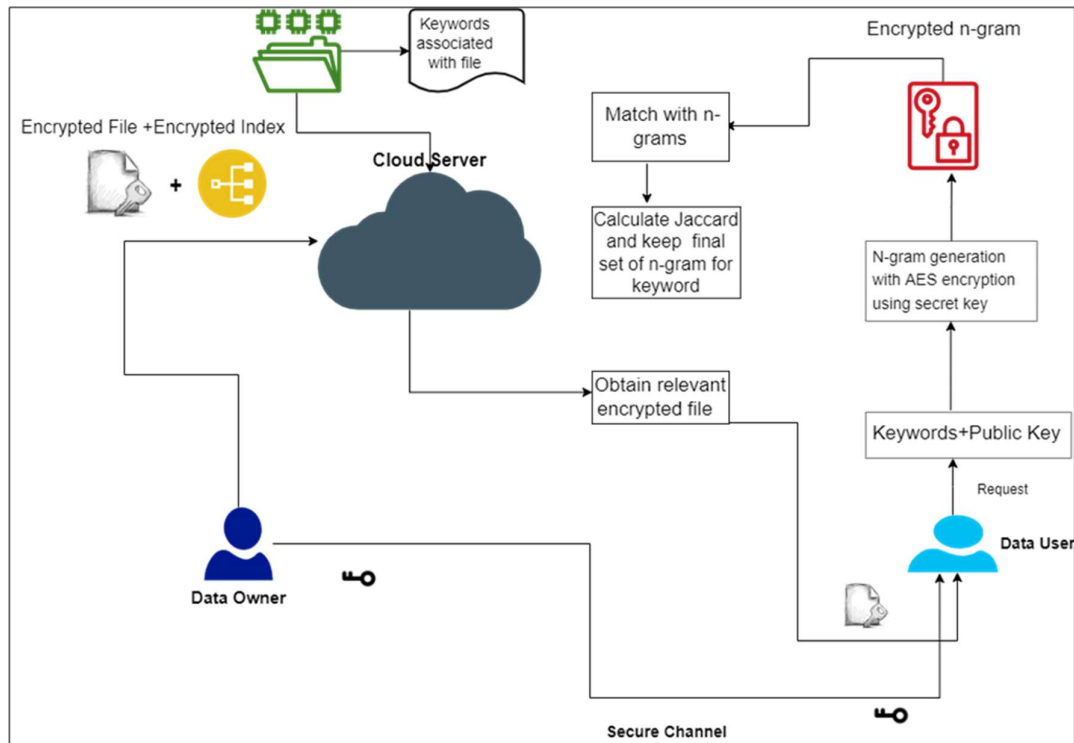 Keywords
associated
with file
Encrypted n-gram
Encrypted File +Encrypted Index
Cloud Server
Match with n-
grams
Calculate Jaccard
and keep final
set of n-gram for
keyword
N-gram generation
with AES encryption
using secret key
Obtain relevant
encrypted file
Keywords+Public Key
Request
Data User
Data Owner
Secure Channel